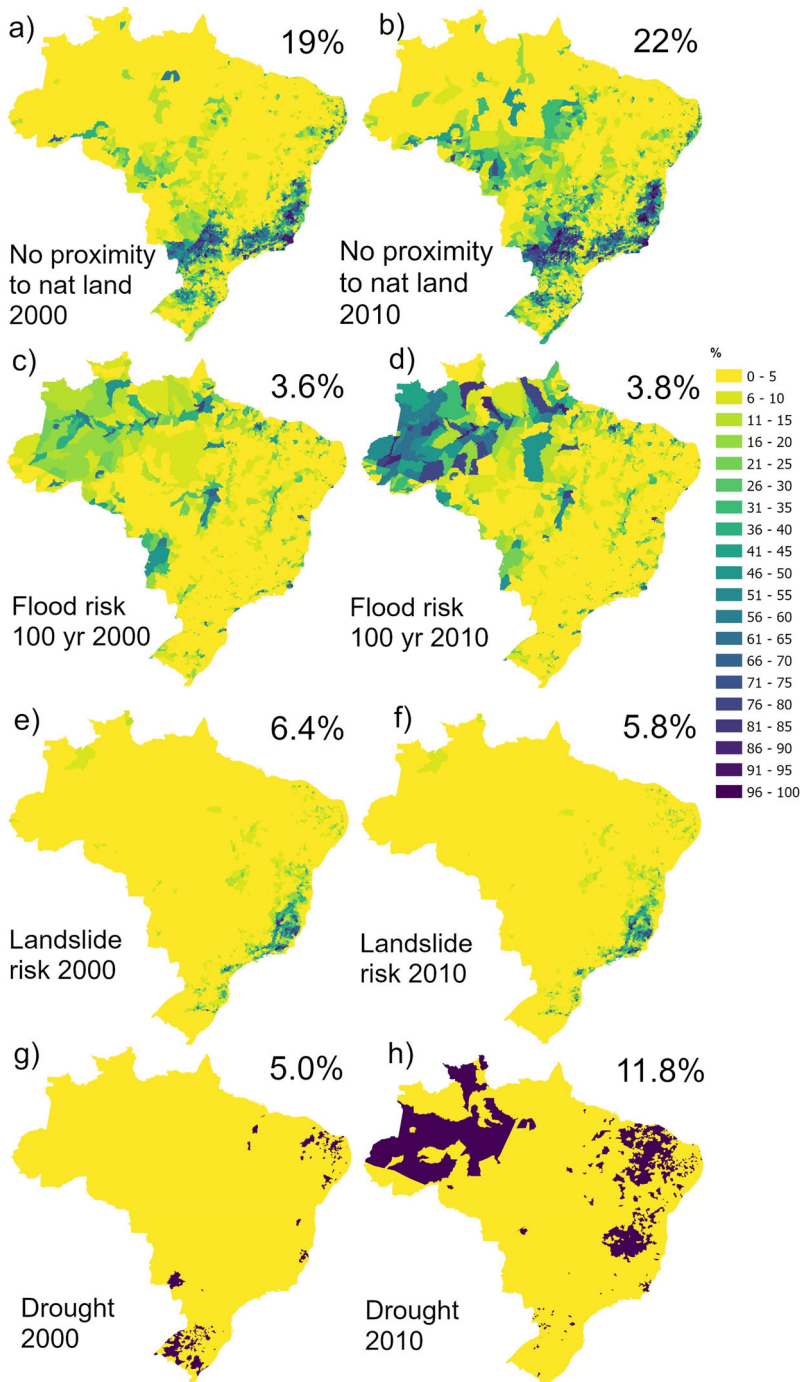 a)
19%
b)
22%
No proximity
to nat land
2000
No proximity
to nat land
2010
c)
3.6%
d)
3.8%
Flood risk
100 yr 2000
Flood risk
100 yr 2010
%
0 - 5
6 - 10
11 - 15
16 - 20
21 - 25
26 - 30
31 - 35
36 - 40
41 - 45
46 - 50
51 - 55
56 - 60
61 - 65
66 - 70
71 - 75
76 - 80
81 - 85
86 - 90
91 - 95
96 - 100
e)
6.4%
f)
5.8%
Landslide
risk 2000
Landslide
risk 2010
g)
5.0%
h)
11.8%
Drought
2000
Drought
2010